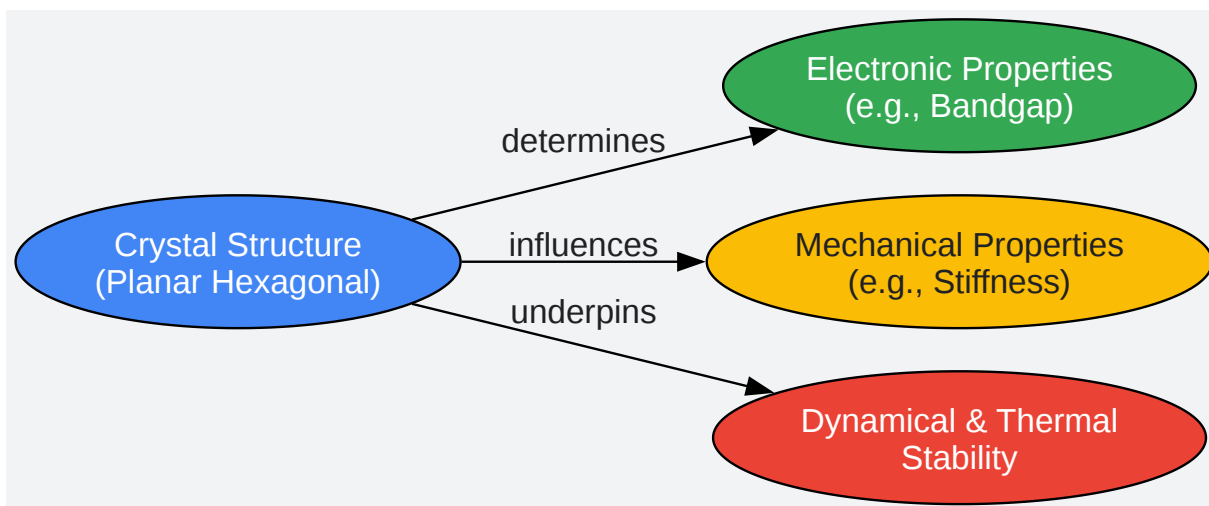 Electronic Properties
(e.g., Bandgap)
determines
Crystal Structure
(Planar Hexagonal)
influences
Mechanical Properties
(e.g., Stiffness)
underpins
Dynamical & Thermal
Stability